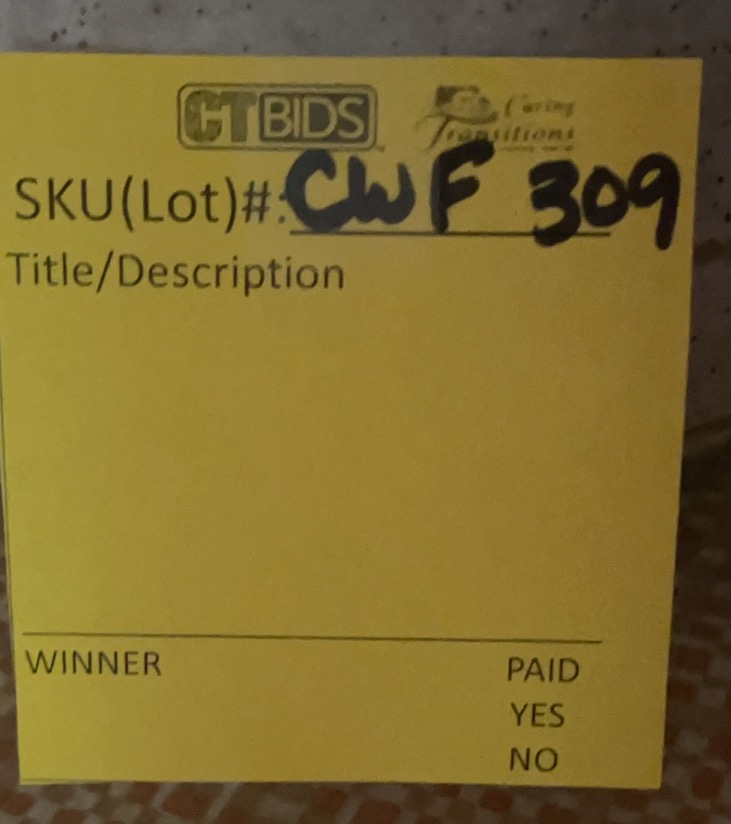 CTBIDS Caring
Transitions
SKU(Lot)#: CWF 309
Title/Description
WINNER PAID
YES
NO